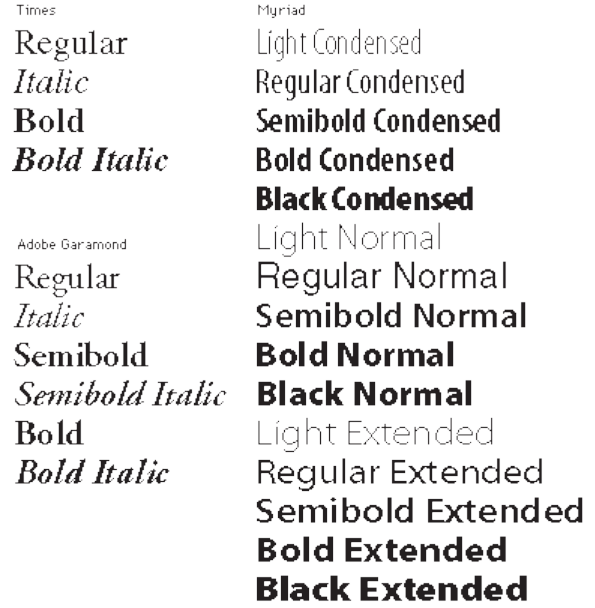 Times
Regular
Italic
Bold
Bold Italic
Adobe Garamond
Regular
Italic
Semibold
Semibold Italic
Bold
Bold Italic
Myriad
Light Condensed
Regular Condensed
Semibold Condensed
Bold Condensed
Black Condensed
Light Normal
Regular Normal
Semibold Normal
Bold Normal
Black Normal
Light Extended
Regular Extended
Semibold Extended
Bold Extended
Black Extended